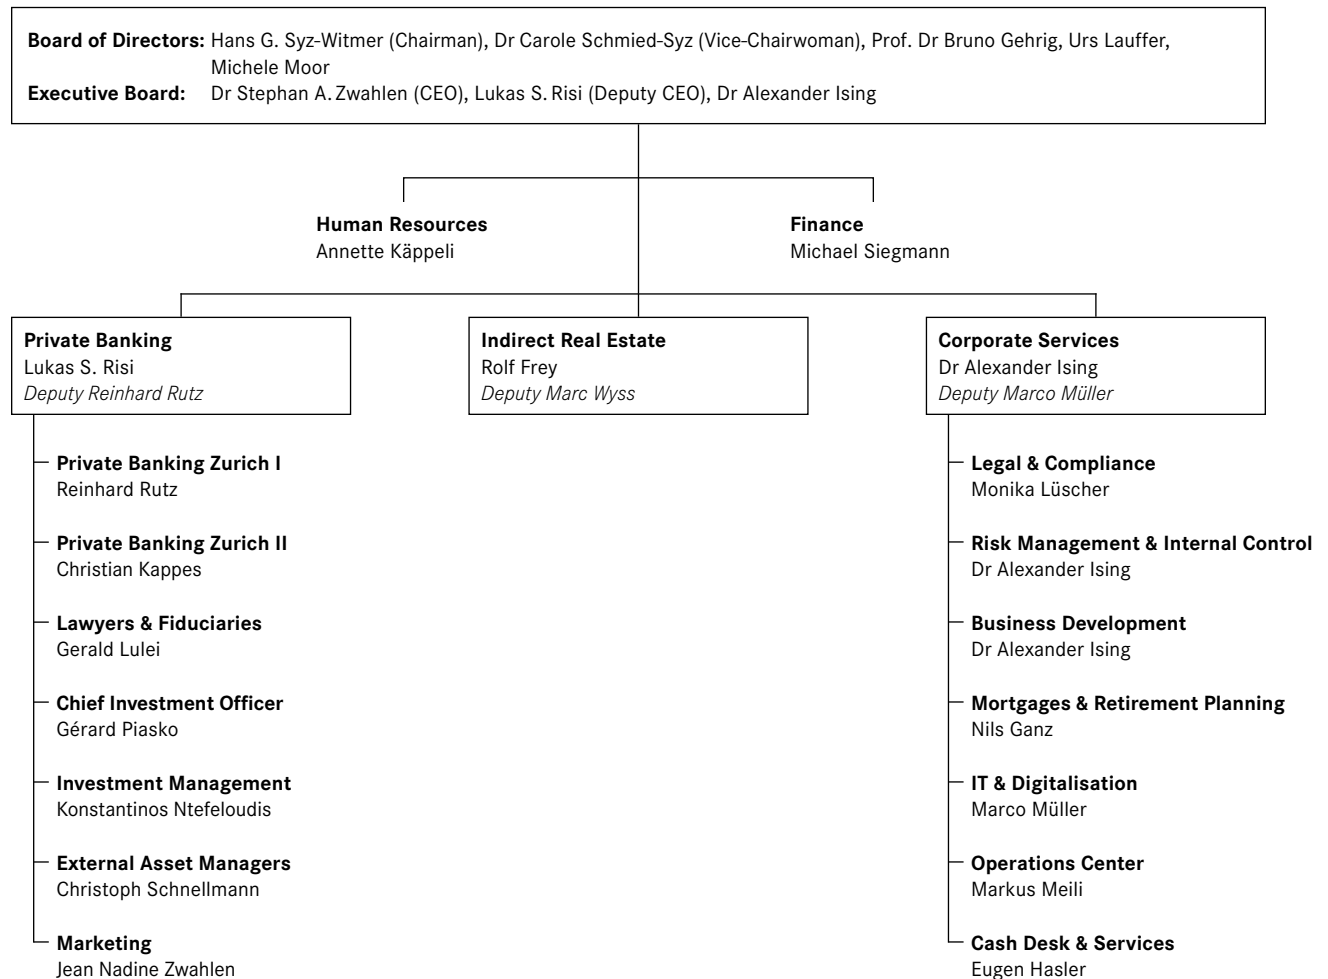 Board of Directors: Hans G. Syz-Witmer (Chairman), Dr Carole Schmied-Syz (Vice-Chairwoman), Prof. Dr Bruno Gehrig, Urs Lauffer,
Michele Moor
Executive Board: Dr Stephan A. Zwahlen (CEO), Lukas S. Risi (Deputy CEO), Dr Alexander Ising
Human Resources
Annette Käppeli
Finance
Michael Siegmann
Private Banking
Lukas S. Risi
Deputy Reinhard Rutz
Indirect Real Estate
Rolf Frey
Deputy Marc Wyss
Corporate Services
Dr Alexander Ising
Deputy Marco Müller
Private Banking Zurich I
Reinhard Rutz
Private Banking Zurich II
Christian Kappes
Lawyers & Fiduciaries
Gerald Lulei
Chief Investment Officer
Gérard Piasko
Investment Management
Konstantinos Ntefeloudis
External Asset Managers
Christoph Schnellmann
Marketing
Jean Nadine Zwahlen
Legal & Compliance
Monika Lüscher
Risk Management & Internal Control
Dr Alexander Ising
Business Development
Dr Alexander Ising
Mortgages & Retirement Planning
Nils Ganz
IT & Digitalisation
Marco Müller
Operations Center
Markus Meili
Cash Desk & Services
Eugen Hasler